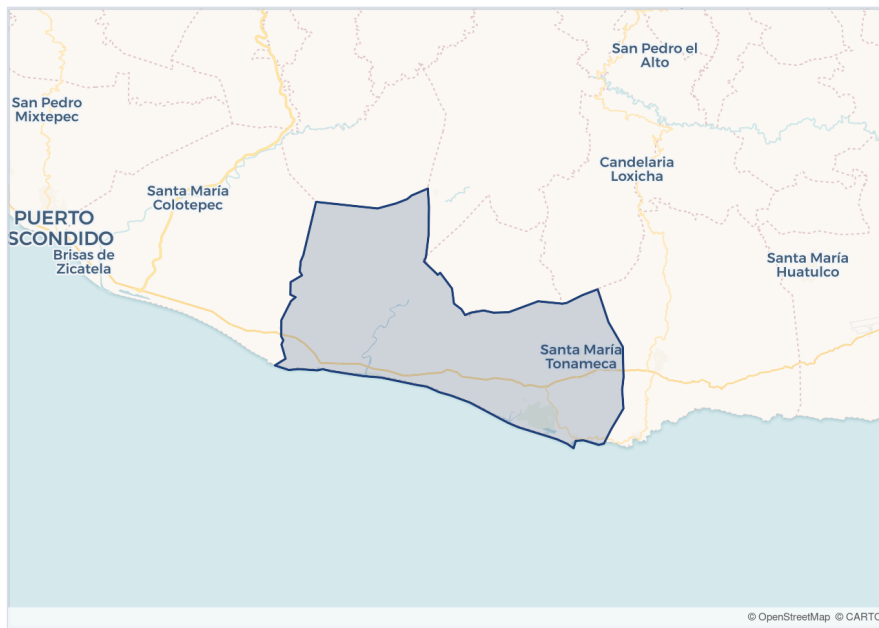 San Pedro el
Alto
San Pedro
Mixtepec
Candelaria
Loxicha
Santa María
Colotepec
PUERTO
SCONDIDO
Brisas de
Zicatela
Santa María
Huatulco
Santa María
Tonameca
© OpenStreetMap © CARTO